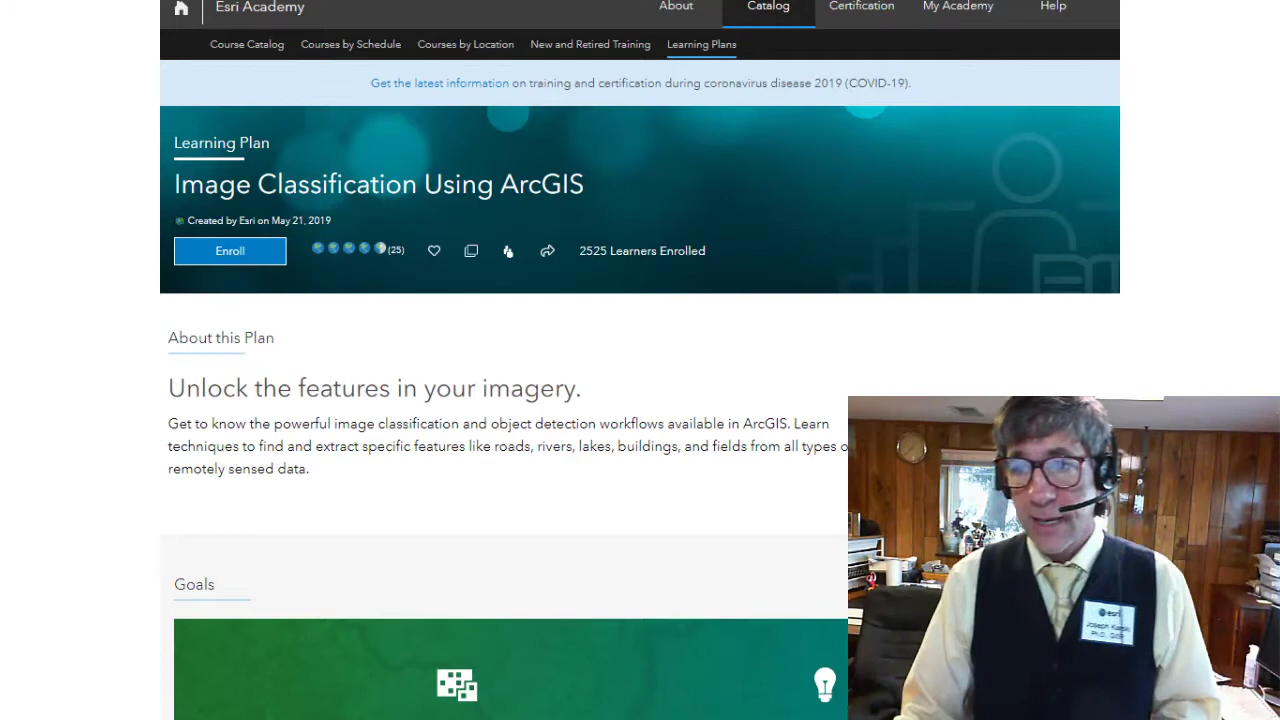 Esri Academy
About Catalog Certification My Academy Help
Course Catalog Courses by Schedule Courses by Location New and Retired Training Learning Plans
Get the latest information on training and certification during coronavirus disease 2019 (COVID-19).
Learning Plan
Image Classification Using ArcGIS
Created by Esri on May 21, 2019
Enroll (25) 2525 Learners Enrolled
About this Plan
Unlock the features in your imagery.
Get to know the powerful image classification and object detection workflows available in ArcGIS. Learn
techniques to find and extract specific features like roads, rivers, lakes, buildings, and fields from all types
remotely sensed data.
Goals
esri
Joseph
Ph.D.